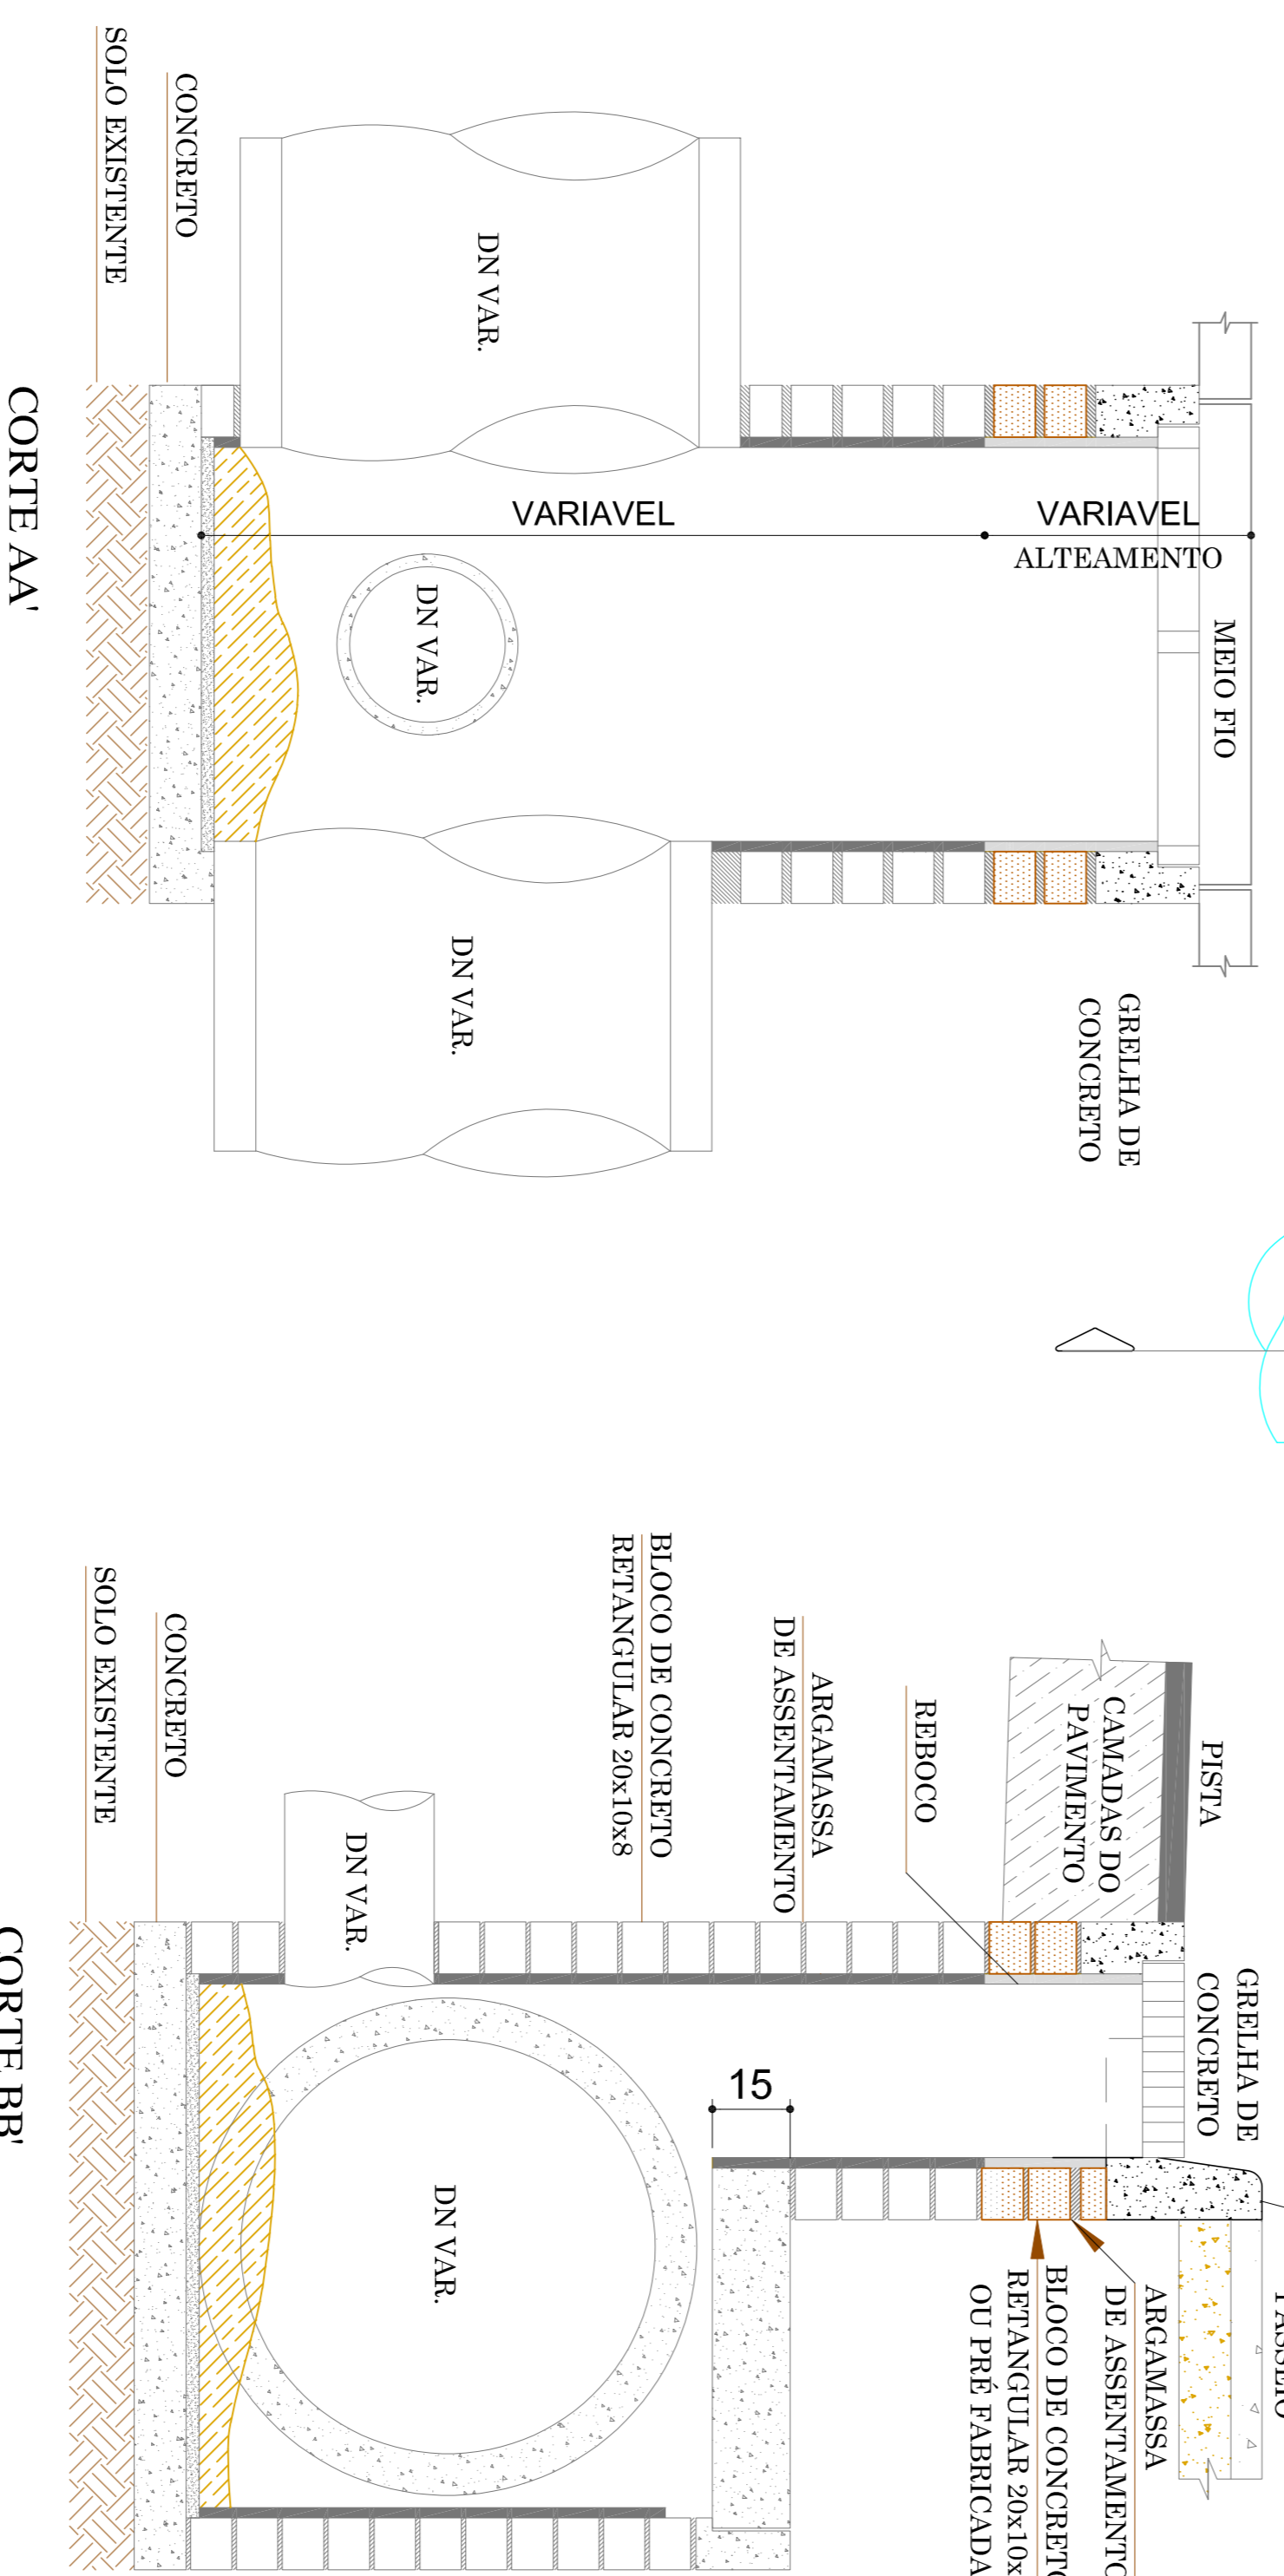 MEIO FIO
VARIAVEL
ALTEAMENTO
VARIAVEL
DN VAR.
DN VAR.
DN VAR.
GRELHA DE
CONCRETO
CONCRETO
SOLO EXISTENTE
CORTE AA'
PISTA
CAMADAS DO
PAVIMENTO
GRELHA DE
CONCRETO
REBOCO
ARGAMASSA
DE ASSENTAMENTO
BLOCO DE CONCRETO
RETANGULAR 20x10x8
DN VAR.
15
DN VAR.
ARGAMASSA
DE ASSENTAMENTO
BLOCO DE CONCRETO
RETANGULAR 20x10x
OU PRÉ FABRICADA
CONCRETO
SOLO EXISTENTE
CORTE BB'